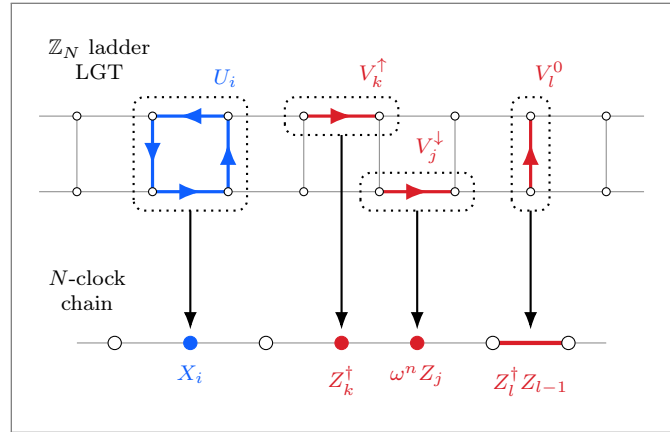 ℤ_N ladder
LGT
U_i
V_k^↑
V_j^↓
V_l^0
N-clock
chain
X_i
Z_k^†
ω^n Z_j
Z_l^† Z_{l−1}